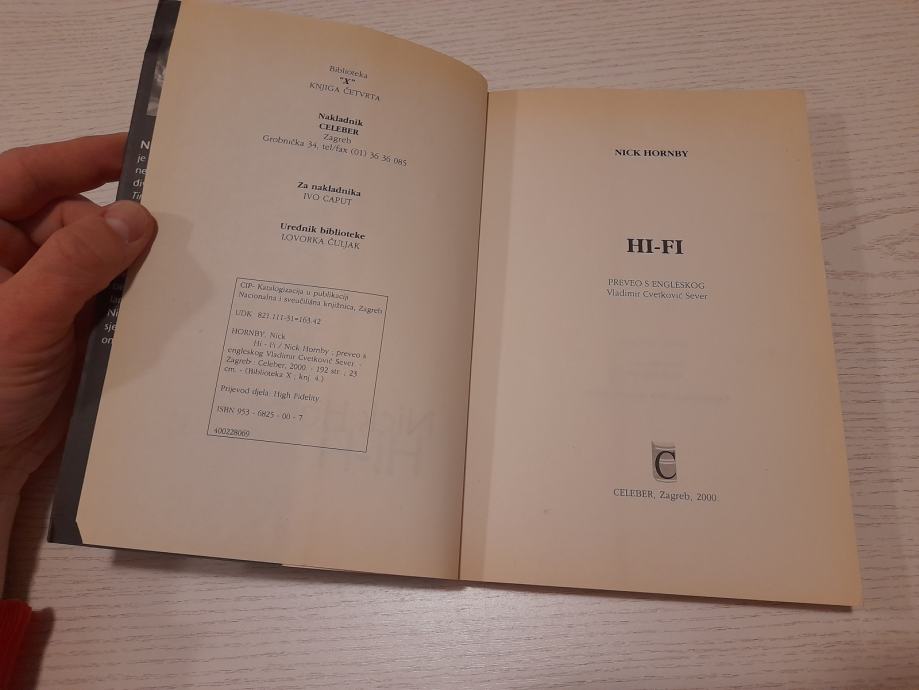 Biblioteka
"X"
KNJIGA ČETVRTA
Nakladnik
CELEBER
Zagreb
Grobnička 34, tel/fax (01) 36 36 085
Za nakladnika
IVO CAPUT
Urednik biblioteke
LOVORKA ČULJAK
CIP- Katalogizacija u publikaciji
Nacionalna i sveučilišna knjižnica, Zagreb
UDK 821.111-31=163.42
HORNBY, Nick
Hi - Fi / Nick Hornby ; preveo s
engleskog Vladimir Cvetković Sever. -
Zagreb : Celeber, 2000. - 192 str. ; 23
cm. - (Biblioteka X ; knj. 4.)
Prijevod djela: High Fidelity
ISBN 953 - 6825 - 00 - 7
400228069
NICK HORNBY
HI-FI
PREVEO S ENGLESKOG
Vladimir Cvetković Sever
C
CELEBER, Zagreb, 2000.